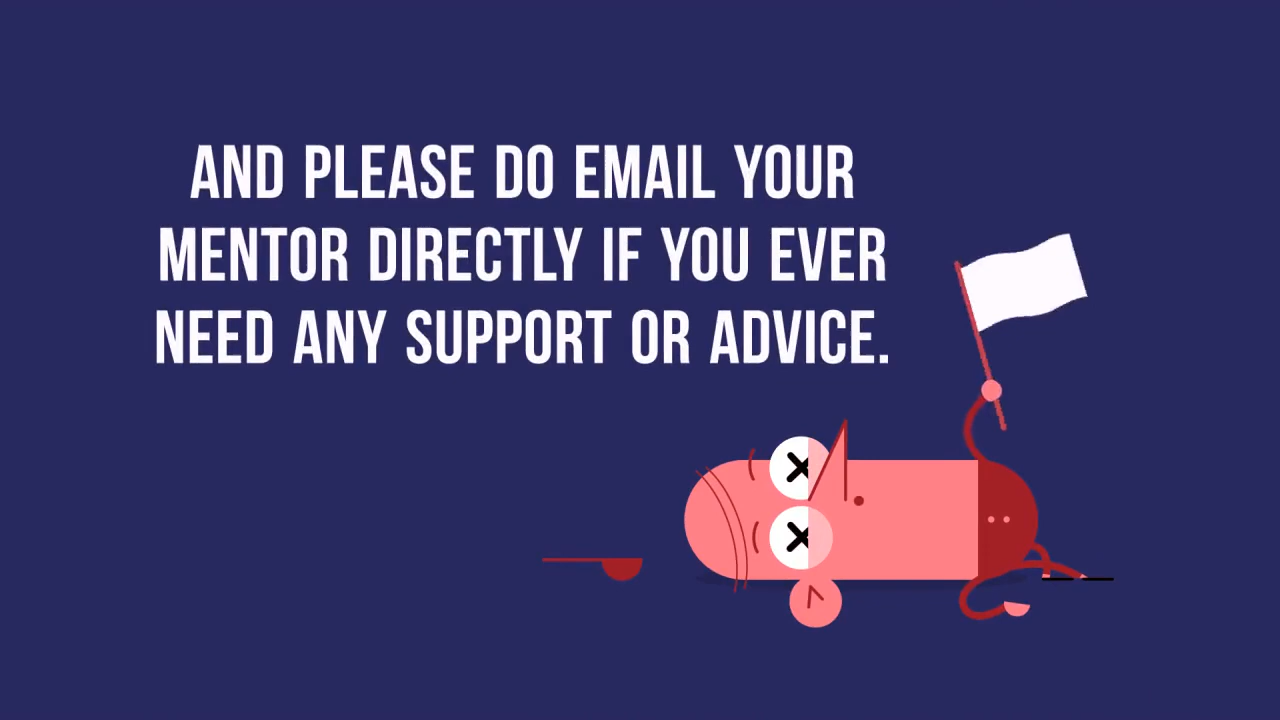 AND PLEASE DO EMAIL YOUR
MENTOR DIRECTLY IF YOU EVER
NEED ANY SUPPORT OR ADVICE.